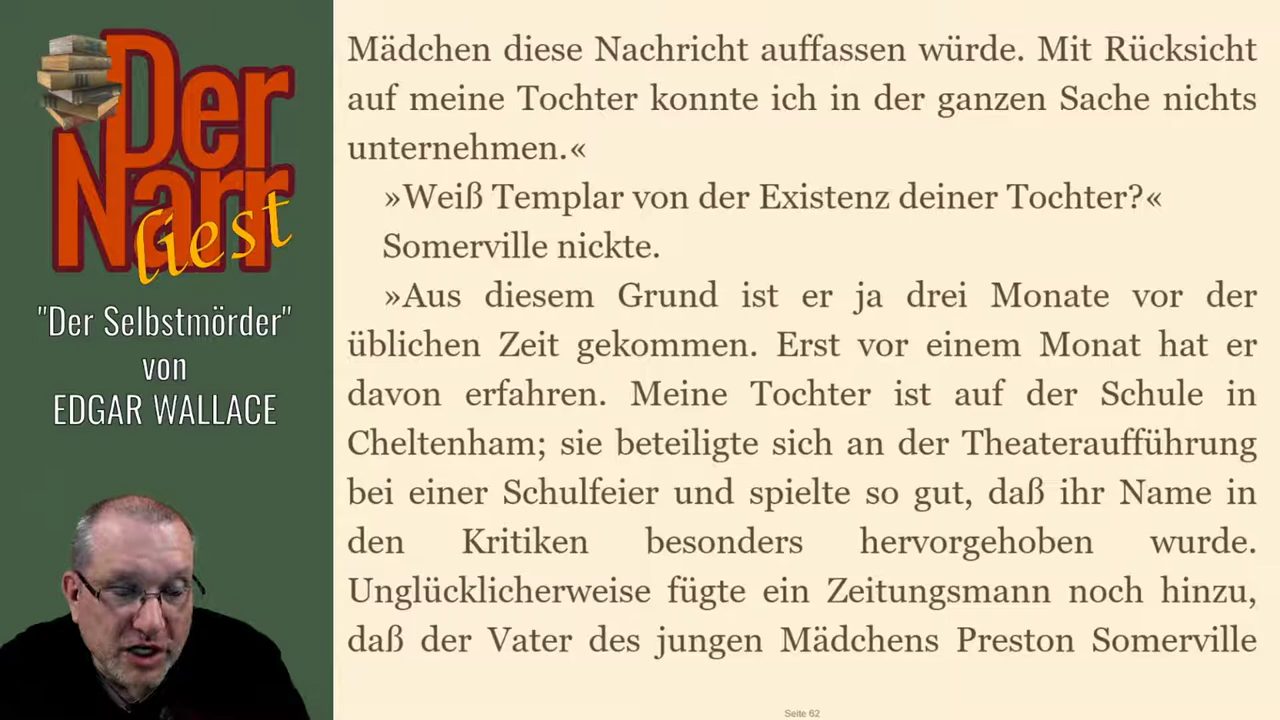 Der
Narr
liest
"Der Selbstmörder"
von
EDGAR WALLACE
Mädchen diese Nachricht auffassen würde. Mit Rücksicht
auf meine Tochter konnte ich in der ganzen Sache nichts
unternehmen.«
»Weiß Templar von der Existenz deiner Tochter?«
Somerville nickte.
»Aus diesem Grund ist er ja drei Monate vor der
üblichen Zeit gekommen. Erst vor einem Monat hat er
davon erfahren. Meine Tochter ist auf der Schule in
Cheltenham; sie beteiligte sich an der Theateraufführung
bei einer Schulfeier und spielte so gut, daß ihr Name in
den Kritiken besonders hervorgehoben wurde.
Unglücklicherweise fügte ein Zeitungsmann noch hinzu,
daß der Vater des jungen Mädchens Preston Somerville
Seite 62